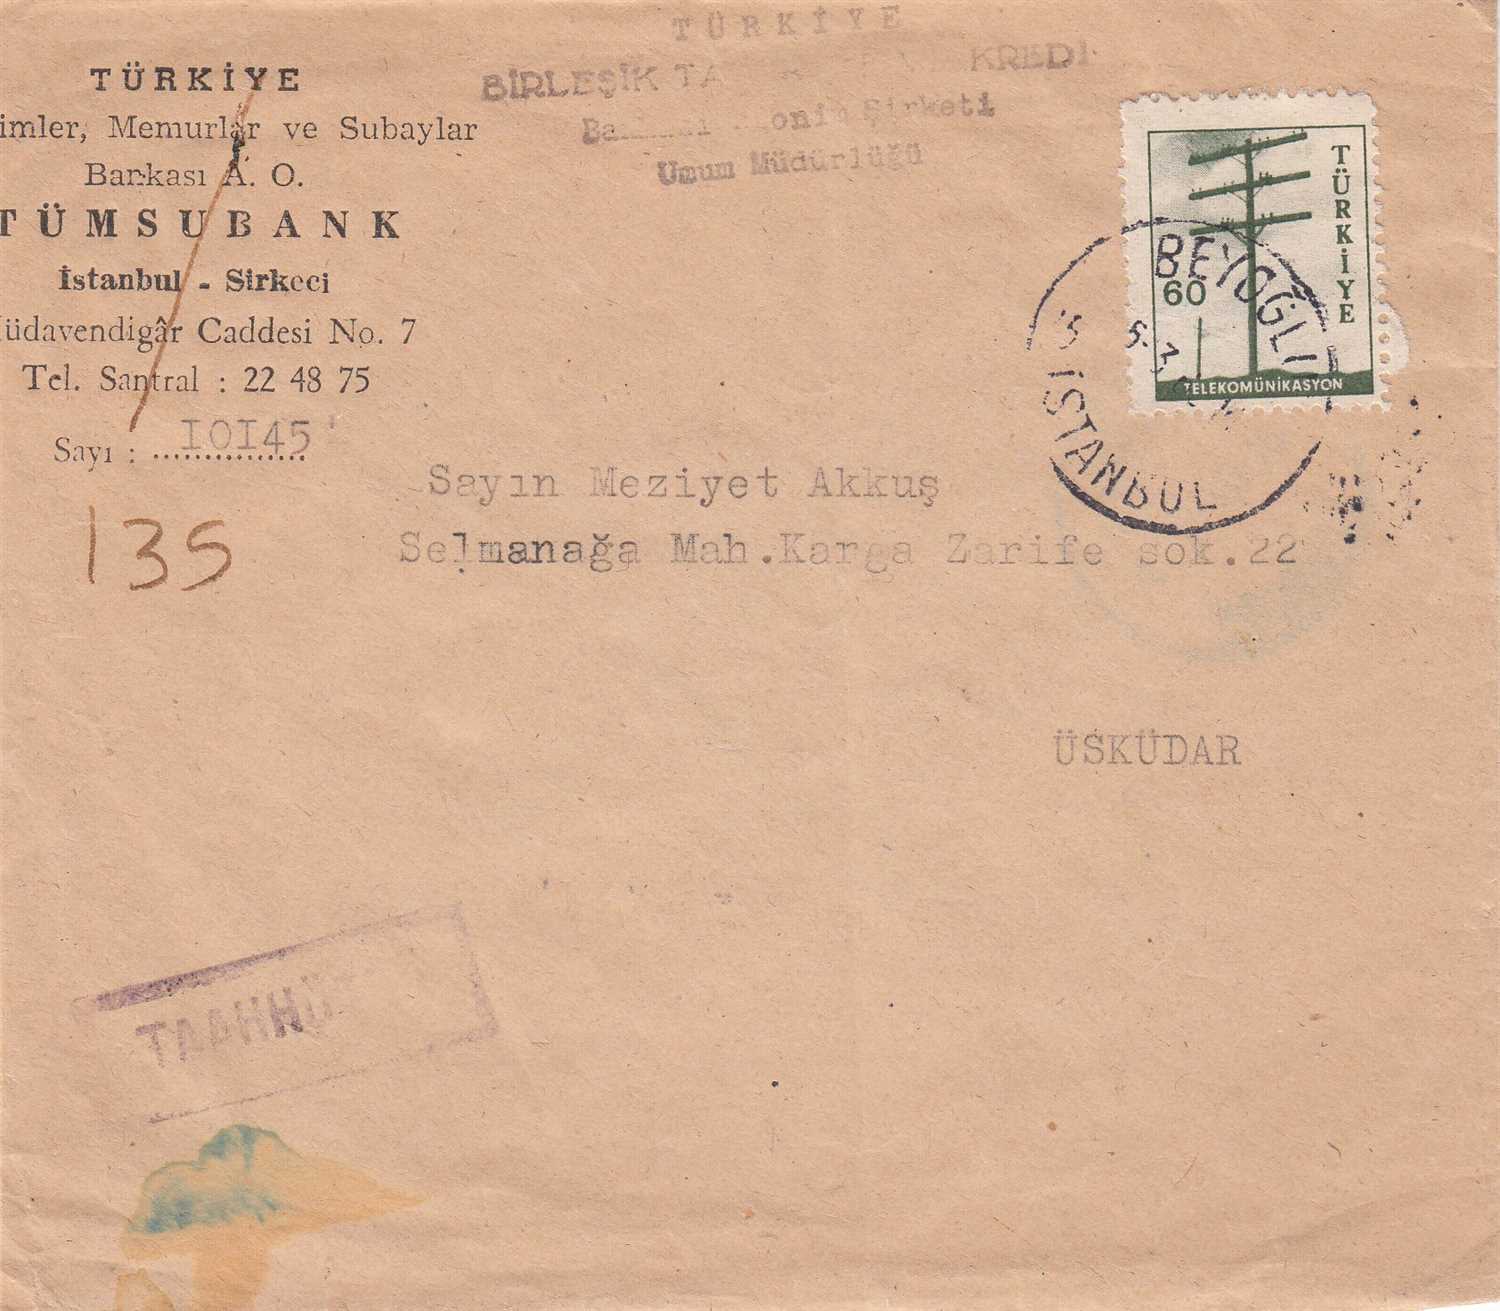 TÜRKİYE
BİRLEŞİK KREDİ
Şirketi
Umum Müdürlüğü
TÜRKİYE
imler, Memurlar ve Subaylar
Bankası A. O.
TÜMSUBANK
İstanbul - Sirkeci
üdavendigâr Caddesi No. 7
Tel. Santral : 22 48 75
Sayı : 10145
135
TÜRKİYE
60
TELEKOMÜNİKASYON
BEYOĞLU
İSTANBUL
Sayın Meziyet Akkuş
Selmanağa Mah.Karga Zarife sok.22
ÜSKÜDAR
TAAHHÜ